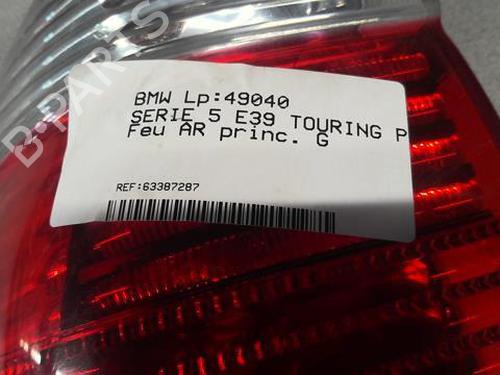 B-PARTS
BMW Lp:49040
SERIE 5 E39 TOURING P
Feu AR princ. G
REF:63387287